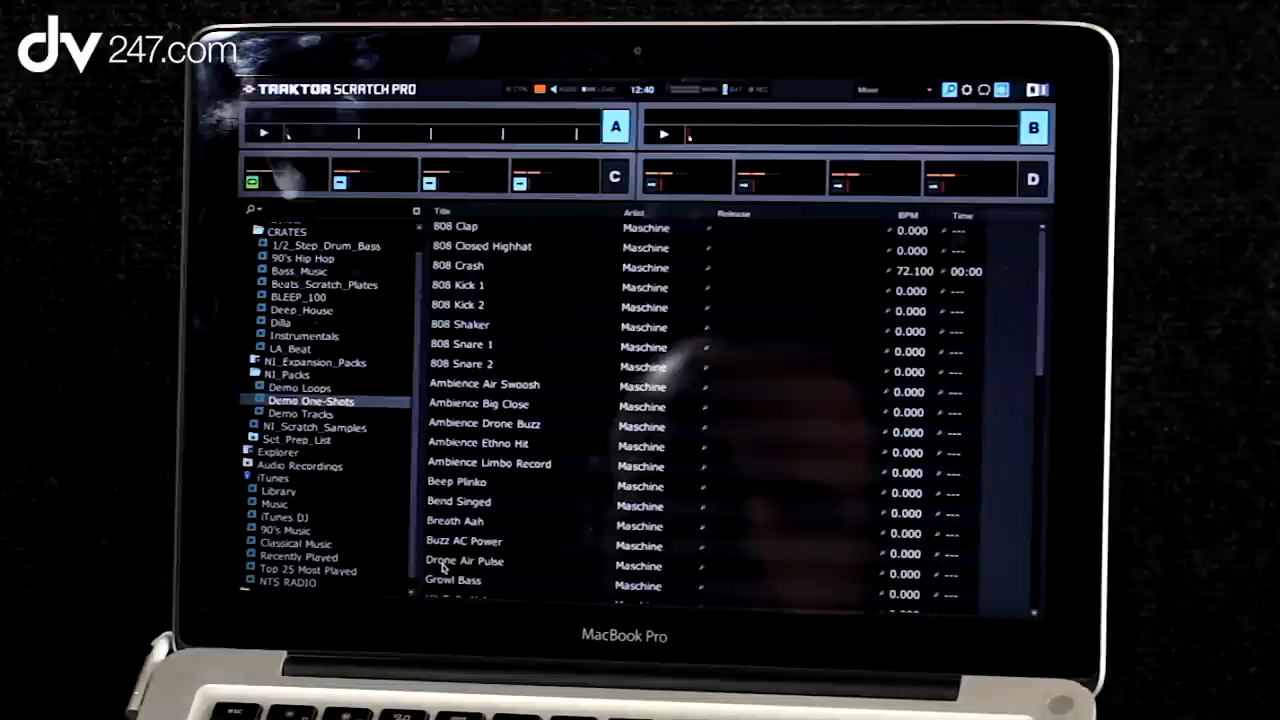 dv247.com
TRAKTOR SCRATCH PRO
12:40
MAIN
REC
Mixer
A
B
C
D
CRATES
1/2_Step_Drum_Bass
90's Hip Hop
Bass_Music
Beats_Scratch_Plates
BLEEP_100
Deep_House
Dilla
Instrumentals
LA_Beat
NI_Expansion_Packs
NI_Packs
Demo Loops
Demo One-Shots
Demo Tracks
NI_Scratch_Samples
Set_Prep_List
Explorer
Audio Recordings
iTunes
Library
Music
iTunes DJ
90's Music
Classical Music
Recently Played
Top 25 Most Played
NTS RADIO
Title Artist Release BPM Time
808 Clap Maschine 0.000 ---
808 Closed Highhat Maschine 0.000 ---
808 Crash Maschine 72.100 00:00
808 Kick 1 Maschine 0.000 ---
808 Kick 2 Maschine 0.000 ---
808 Shaker Maschine 0.000 ---
808 Snare 1 Maschine 0.000 ---
808 Snare 2 Maschine 0.000 ---
Ambience Air Swoosh Maschine 0.000 ---
Ambience Big Close Maschine 0.000 ---
Ambience Drone Buzz Maschine 0.000 ---
Ambience Ethno Hit Maschine 0.000 ---
Ambience Limbo Record Maschine 0.000 ---
Beep Plinko Maschine 0.000 ---
Bend Singed Maschine 0.000 ---
Breath Aah Maschine 0.000 ---
Buzz AC Power Maschine 0.000 ---
Drone Air Pulse Maschine 0.000 ---
Growl Bass Maschine 0.000 ---
MacBook Pro
esc